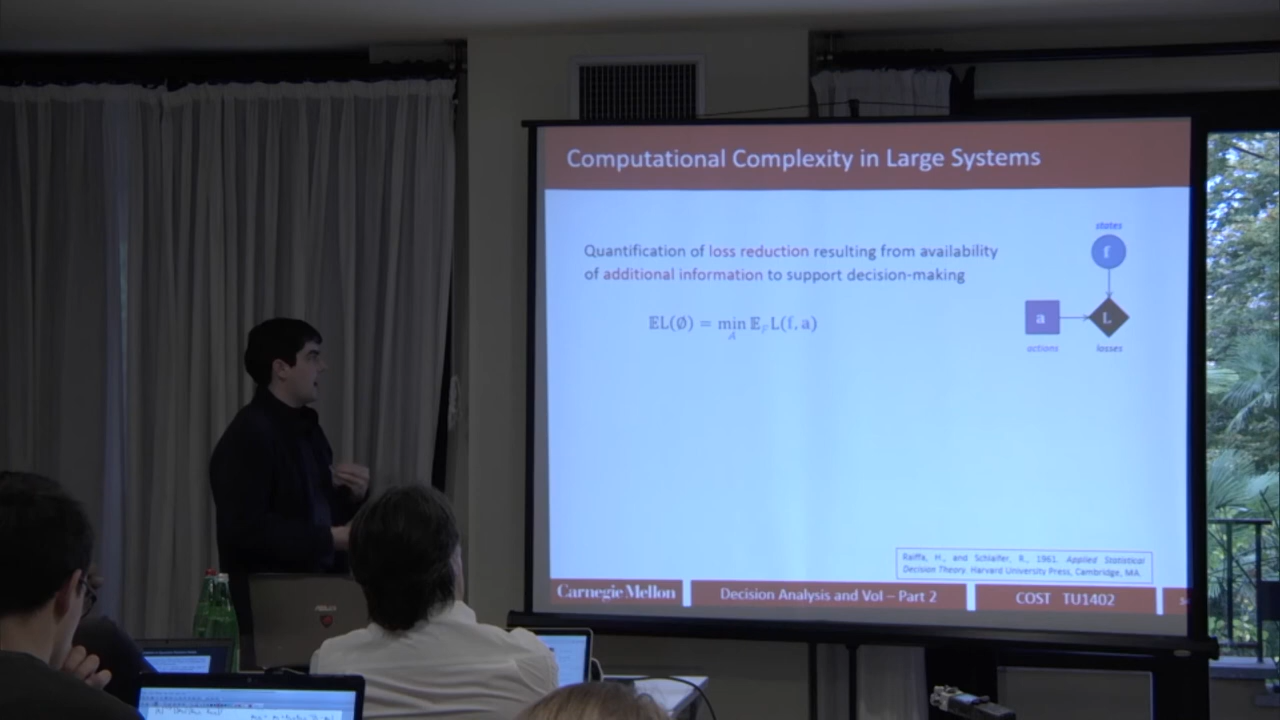 Computational Complexity in Large Systems
states
f
Quantification of loss reduction resulting from availability
of additional information to support decision-making
𝔼L(Ø) = min 𝔼F L(f, a)
A
a
L
actions
losses
Raiffa, H., and Schlaifer, R., 1961. Applied Statistical
Decision Theory. Harvard University Press, Cambridge, MA.
Carnegie Mellon
Decision Analysis and VoI – Part 2
COST TU1402
ASUS